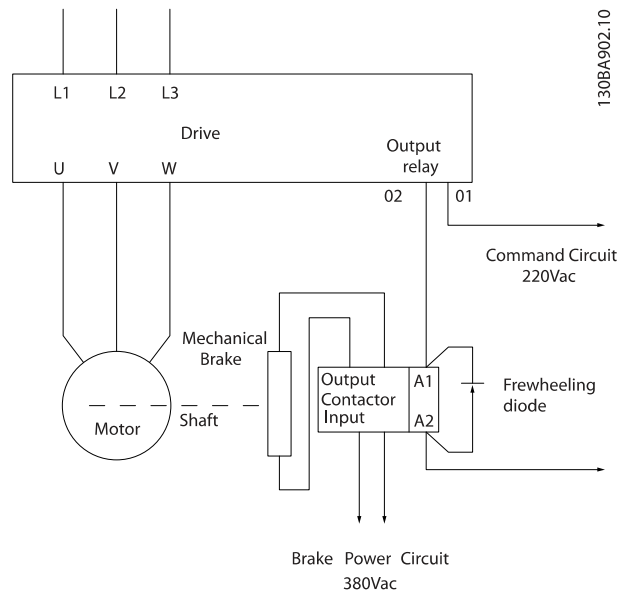 130BA902.10
L1 L2 L3
Drive
Output
relay
U V W
02 01
Command Circuit
220Vac
Mechanical
Brake
Output
Contactor
Input
A1
A2
Frewheeling
diode
Shaft
Motor
Brake Power Circuit
380Vac